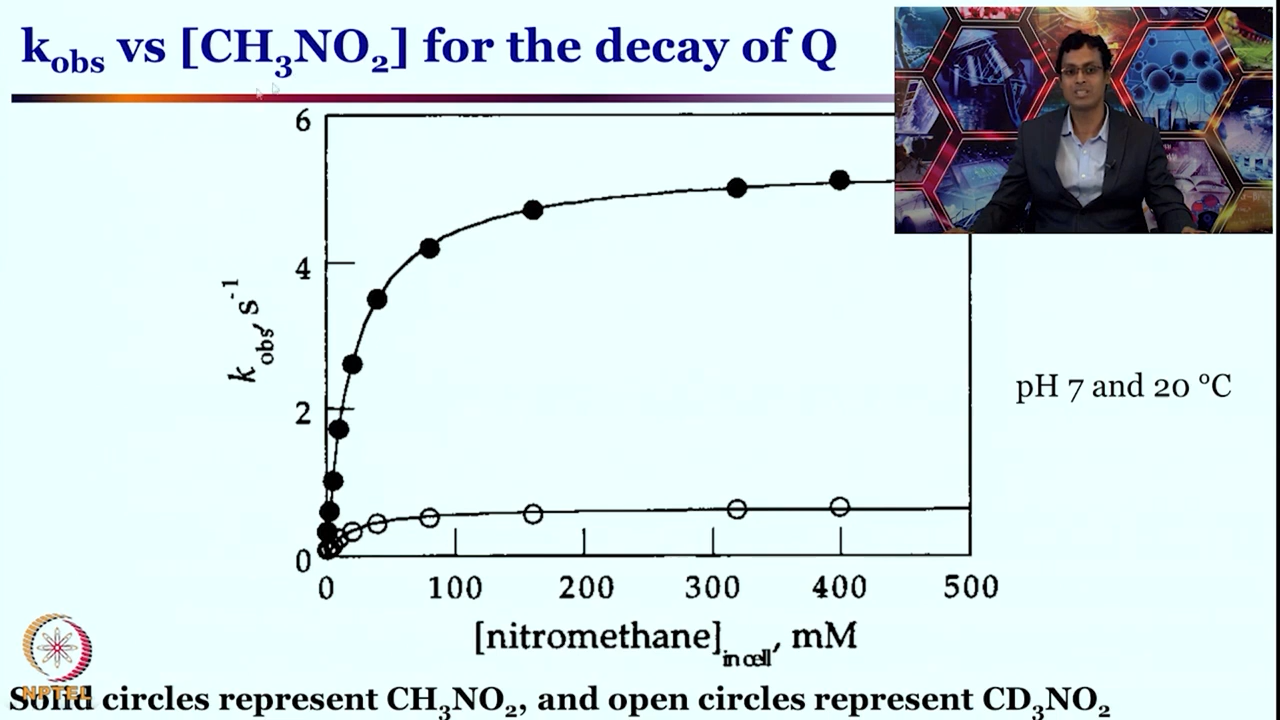 k_obs vs [CH₃NO₂] for the decay of Q
6
4
2
0
k_obs, s⁻¹
0 100 200 300 400 500
[nitromethane]_in cell, mM
pH 7 and 20 °C
NPTEL
Solid circles represent CH₃NO₂, and open circles represent CD₃NO₂